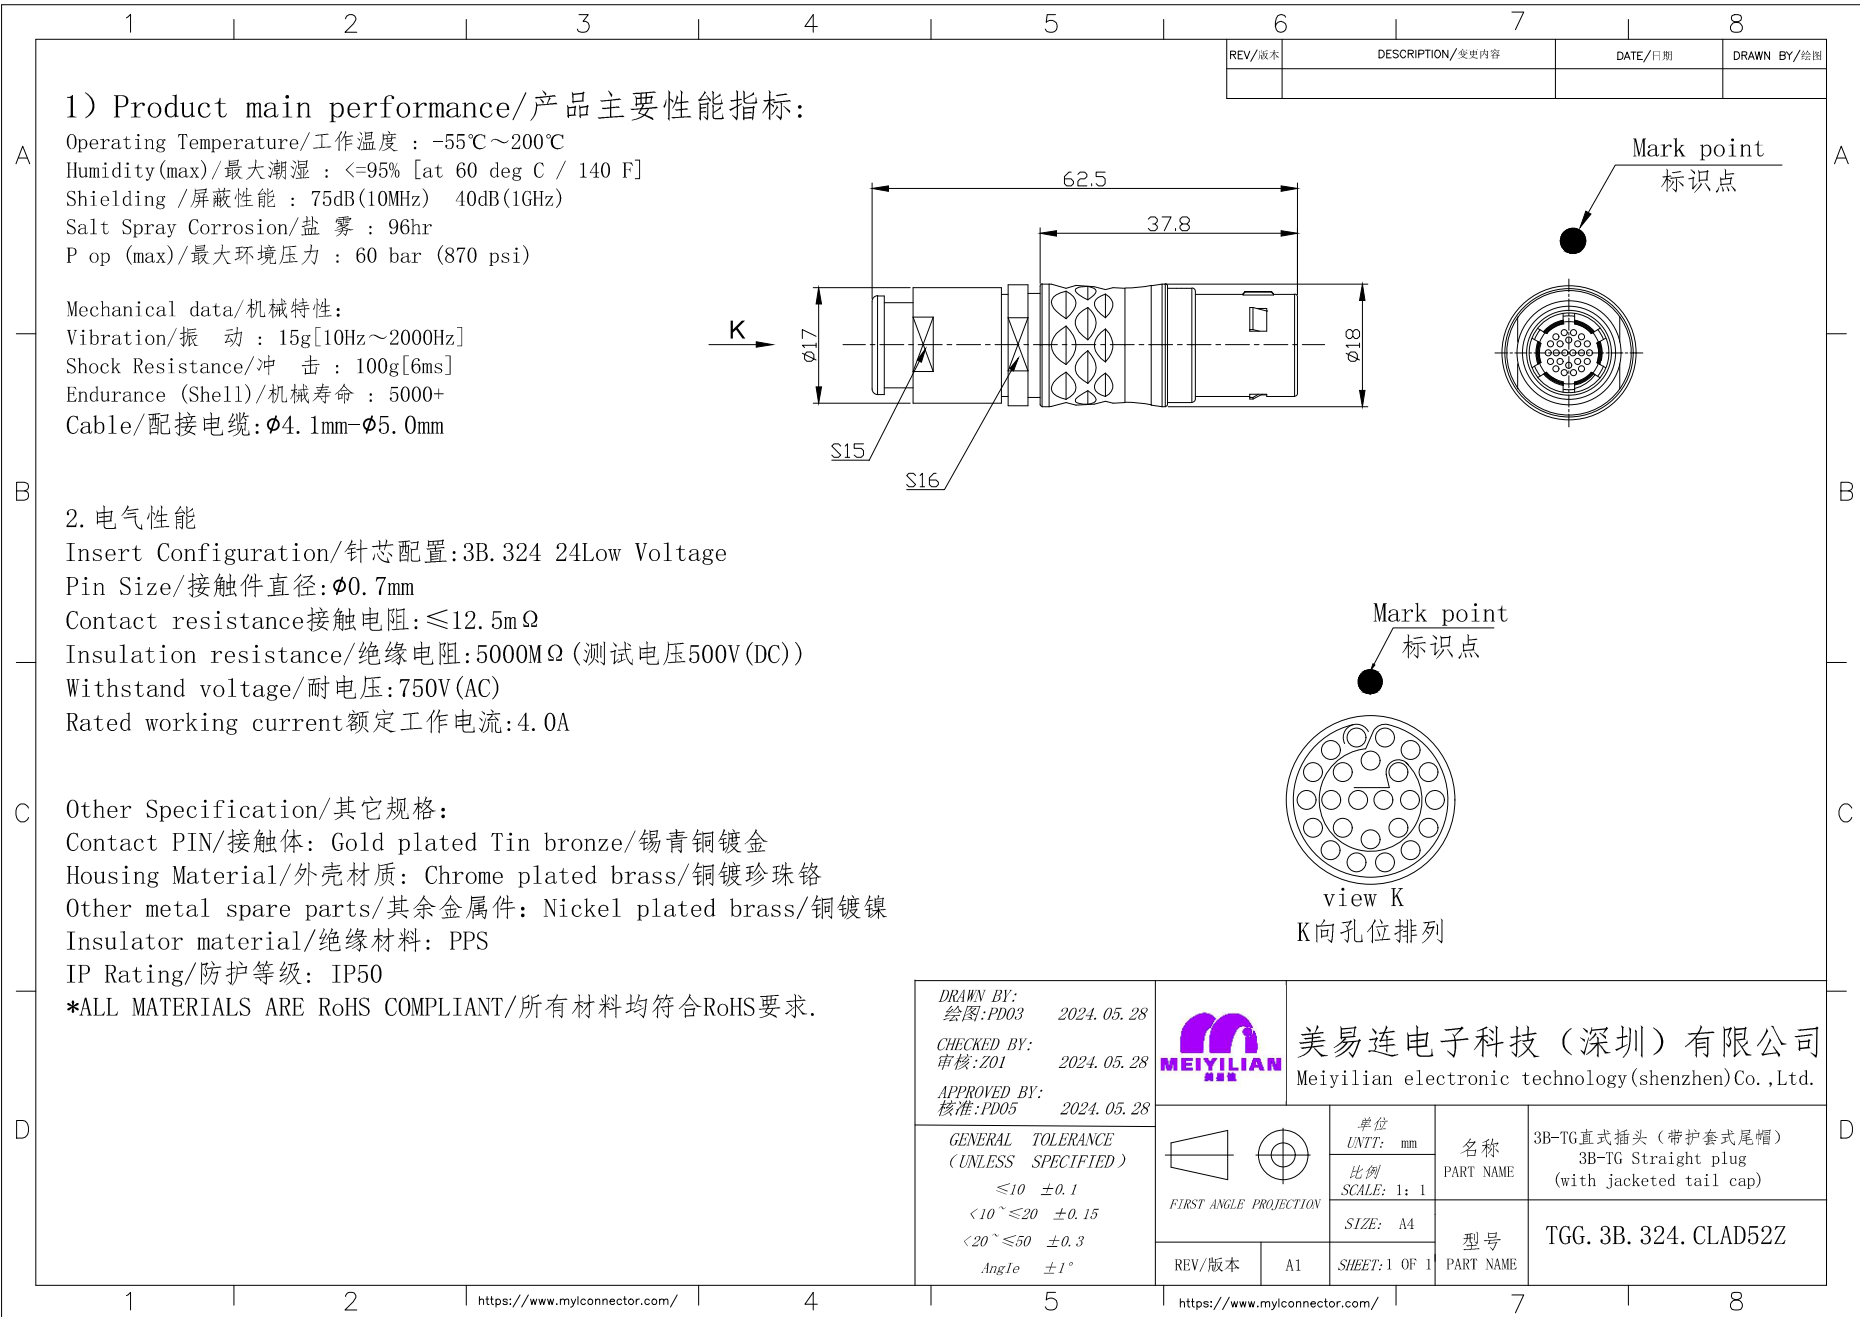 1 2 3 4 5 6 7 8
REV/版本 DESCRIPTION/变更内容 DATE/日期 DRAWN BY/绘图
1）Product main performance/产品主要性能指标:
Operating Temperature/工作温度 : -55℃～200℃
Humidity(max)/最大潮湿 : <=95% [at 60 deg C / 140 F]
Shielding /屏蔽性能 : 75dB(10MHz) 40dB(1GHz)
Salt Spray Corrosion/盐 雾 : 96hr
P op (max)/最大环境压力 : 60 bar (870 psi)
Mechanical data/机械特性:
Vibration/振 动 : 15g[10Hz～2000Hz]
Shock Resistance/冲 击 : 100g[6ms]
Endurance (Shell)/机械寿命 : 5000+
Cable/配接电缆:Φ4.1mm-Φ5.0mm
2.电气性能
Insert Configuration/针芯配置:3B.324 24Low Voltage
Pin Size/接触件直径:Φ0.7mm
Contact resistance接触电阻:≤12.5mΩ
Insulation resistance/绝缘电阻:5000MΩ(测试电压500V(DC))
Withstand voltage/耐电压:750V(AC)
Rated working current额定工作电流:4.0A
Other Specification/其它规格:
Contact PIN/接触体: Gold plated Tin bronze/锡青铜镀金
Housing Material/外壳材质: Chrome plated brass/铜镀珍珠铬
Other metal spare parts/其余金属件: Nickel plated brass/铜镀镍
Insulator material/绝缘材料: PPS
IP Rating/防护等级: IP50
*ALL MATERIALS ARE RoHS COMPLIANT/所有材料均符合RoHS要求.
62.5
37.8
K
ø17
ø18
S15
S16
Mark point
标识点
Mark point
标识点
view K
K向孔位排列
A
B
C
D
A
B
C
D
DRAWN BY:
绘图:PD03 2024.05.28
CHECKED BY:
审核:Z01 2024.05.28
APPROVED BY:
核准:PD05 2024.05.28
GENERAL TOLERANCE
(UNLESS SPECIFIED)
≤10 ±0.1
<10~≤20 ±0.15
<20~≤50 ±0.3
Angle ±1°
MEIYILIAN
美易连
美易连电子科技（深圳）有限公司
Meiyilian electronic technology(shenzhen)Co.,Ltd.
FIRST ANGLE PROJECTION
REV/版本 A1
单位
UNTT: mm
比例
SCALE: 1: 1
SIZE: A4
SHEET:1 OF 1
名称
PART NAME
3B-TG直式插头（带护套式尾帽）
3B-TG Straight plug
(with jacketed tail cap)
型号
PART NAME
TGG.3B.324.CLAD52Z
1 2 https://www.mylconnector.com/ 4 5 https://www.mylconnector.com/ 7 8